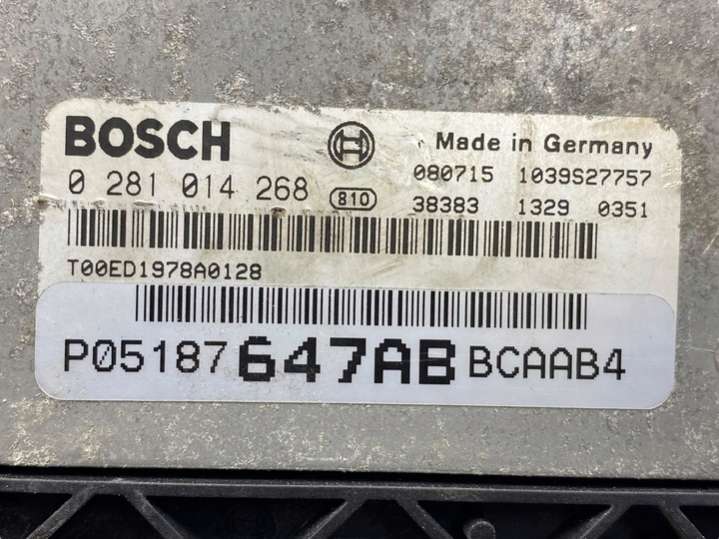 BOSCH
Made in Germany
0 281 014 268 810
080715 1039S27757
38383 1329 0351
T00ED1978A0128
P05187647AB BCAAB4